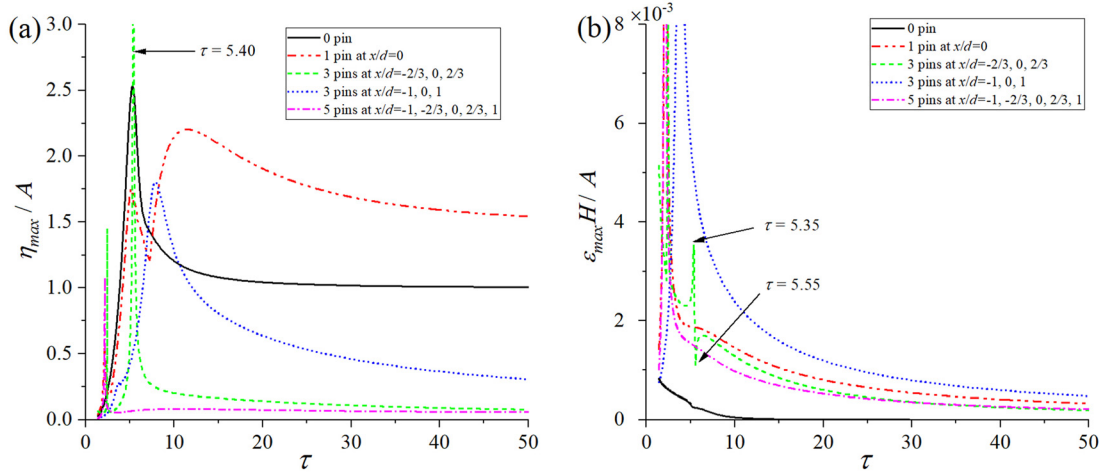 (a)
3.0
2.5
2.0
1.5
1.0
0.5
0.0
0
10
20
30
40
50
τ
ηmax / A
τ = 5.40
0 pin
1 pin at x/d=0
3 pins at x/d=-2/3, 0, 2/3
3 pins at x/d=-1, 0, 1
5 pins at x/d=-1, -2/3, 0, 2/3, 1
(b)
8 ×10⁻³
6
4
2
0
0
10
20
30
40
50
τ
εmaxH / A
τ = 5.35
τ = 5.55
0 pin
1 pin at x/d=0
3 pins at x/d=-2/3, 0, 2/3
3 pins at x/d=-1, 0, 1
5 pins at x/d=-1, -2/3, 0, 2/3, 1